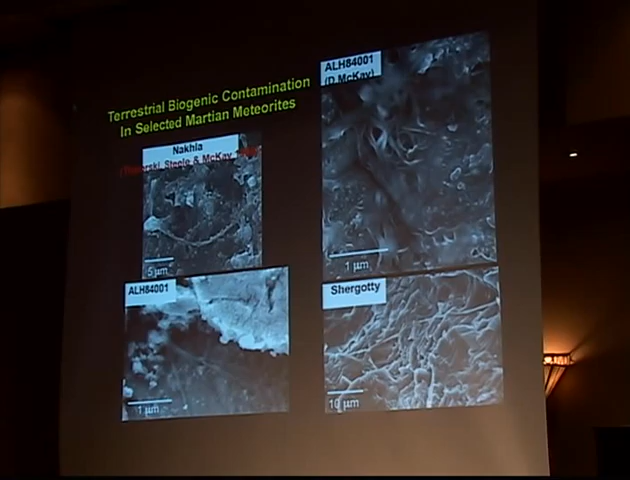 Terrestrial Biogenic Contamination
In Selected Martian Meteorites
Nakhla
Steele & McKay,
5 µm
ALH84001
(D McKay)
1 µm
ALH84001
1 µm
Shergotty
10 µm